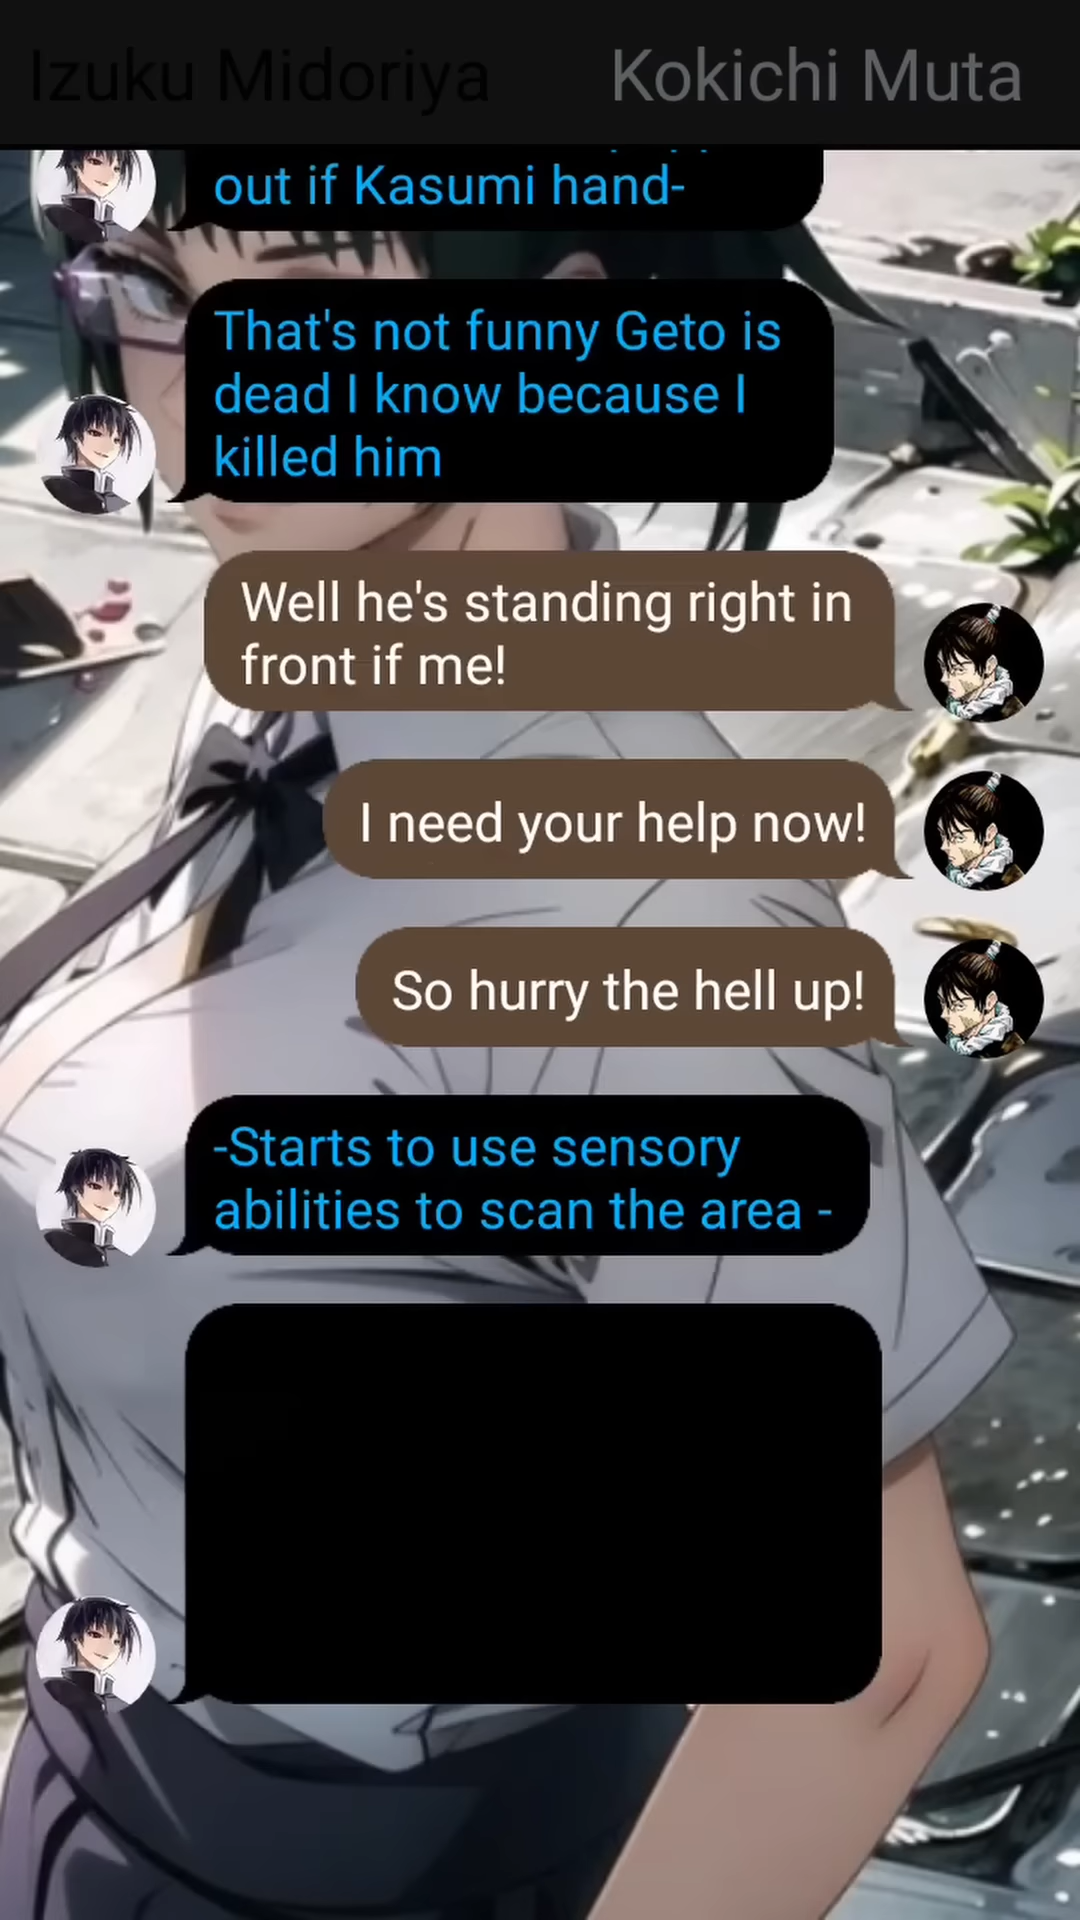 Izuku Midoriya
Kokichi Muta
out if Kasumi hand-
That's not funny Geto is
dead I know because I
killed him
Well he's standing right in
front if me!
I need your help now!
So hurry the hell up!
-Starts to use sensory
abilities to scan the area -